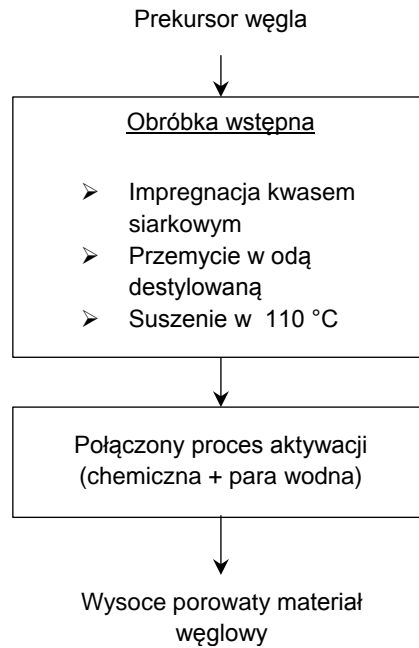 Prekursor węgla
Obróbka wstępna
➢ Impregnacja kwasem
siarkowym
➢ Przemycie w odą
destylowaną
➢ Suszenie w 110 °C
Połączony proces aktywacji
(chemiczna + para wodna)
Wysoce porowaty materiał
węglowy